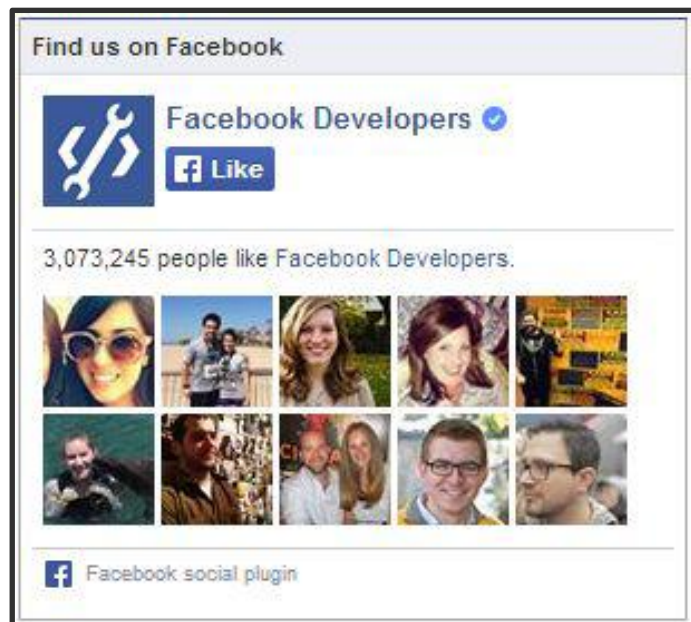 Find us on Facebook
Facebook Developers
Like
3,073,245 people like Facebook Developers.
Facebook social plugin